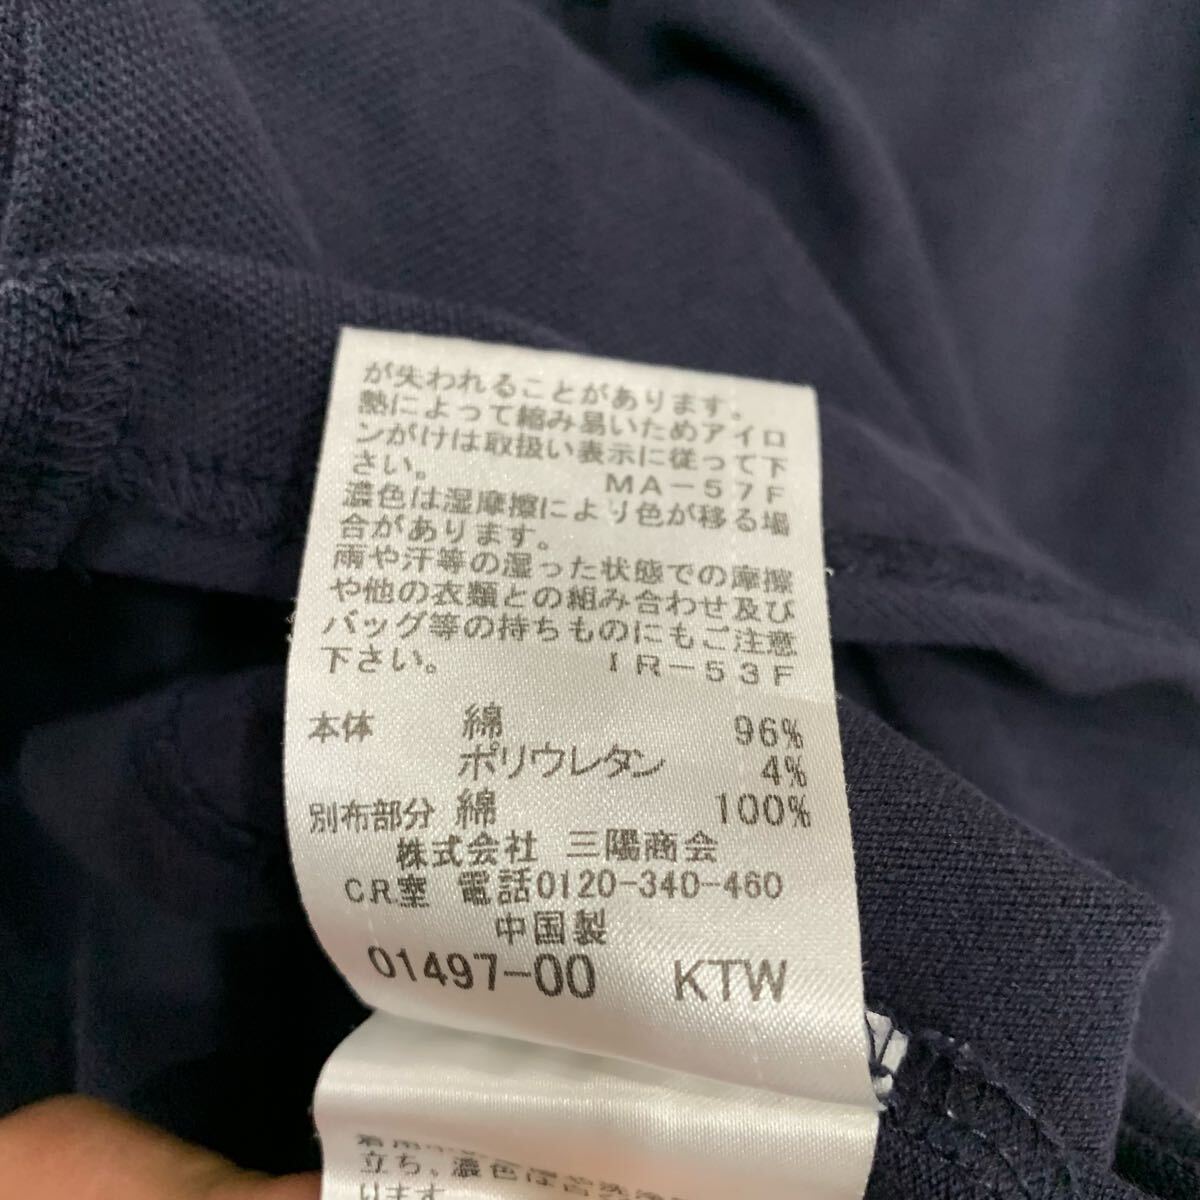 が失われることがあります。
熱によって縮み易いためアイロ
ンがけは取扱い表示に従って下
さい。 MA-57F
濃色は湿摩擦により色が移る場
合があります。
雨や汗等の湿った状態での摩擦
や他の衣類との組み合わせ及び
バッグ等の持ちものにもご注意
下さい。 IR-53F
本体 綿 96%
ポリウレタン 4%
別布部分 綿 100%
株式会社 三陽商会
C.R.室 電話0120-340-460
中国製
01497-00 KTW
立ち。濃色は
ります